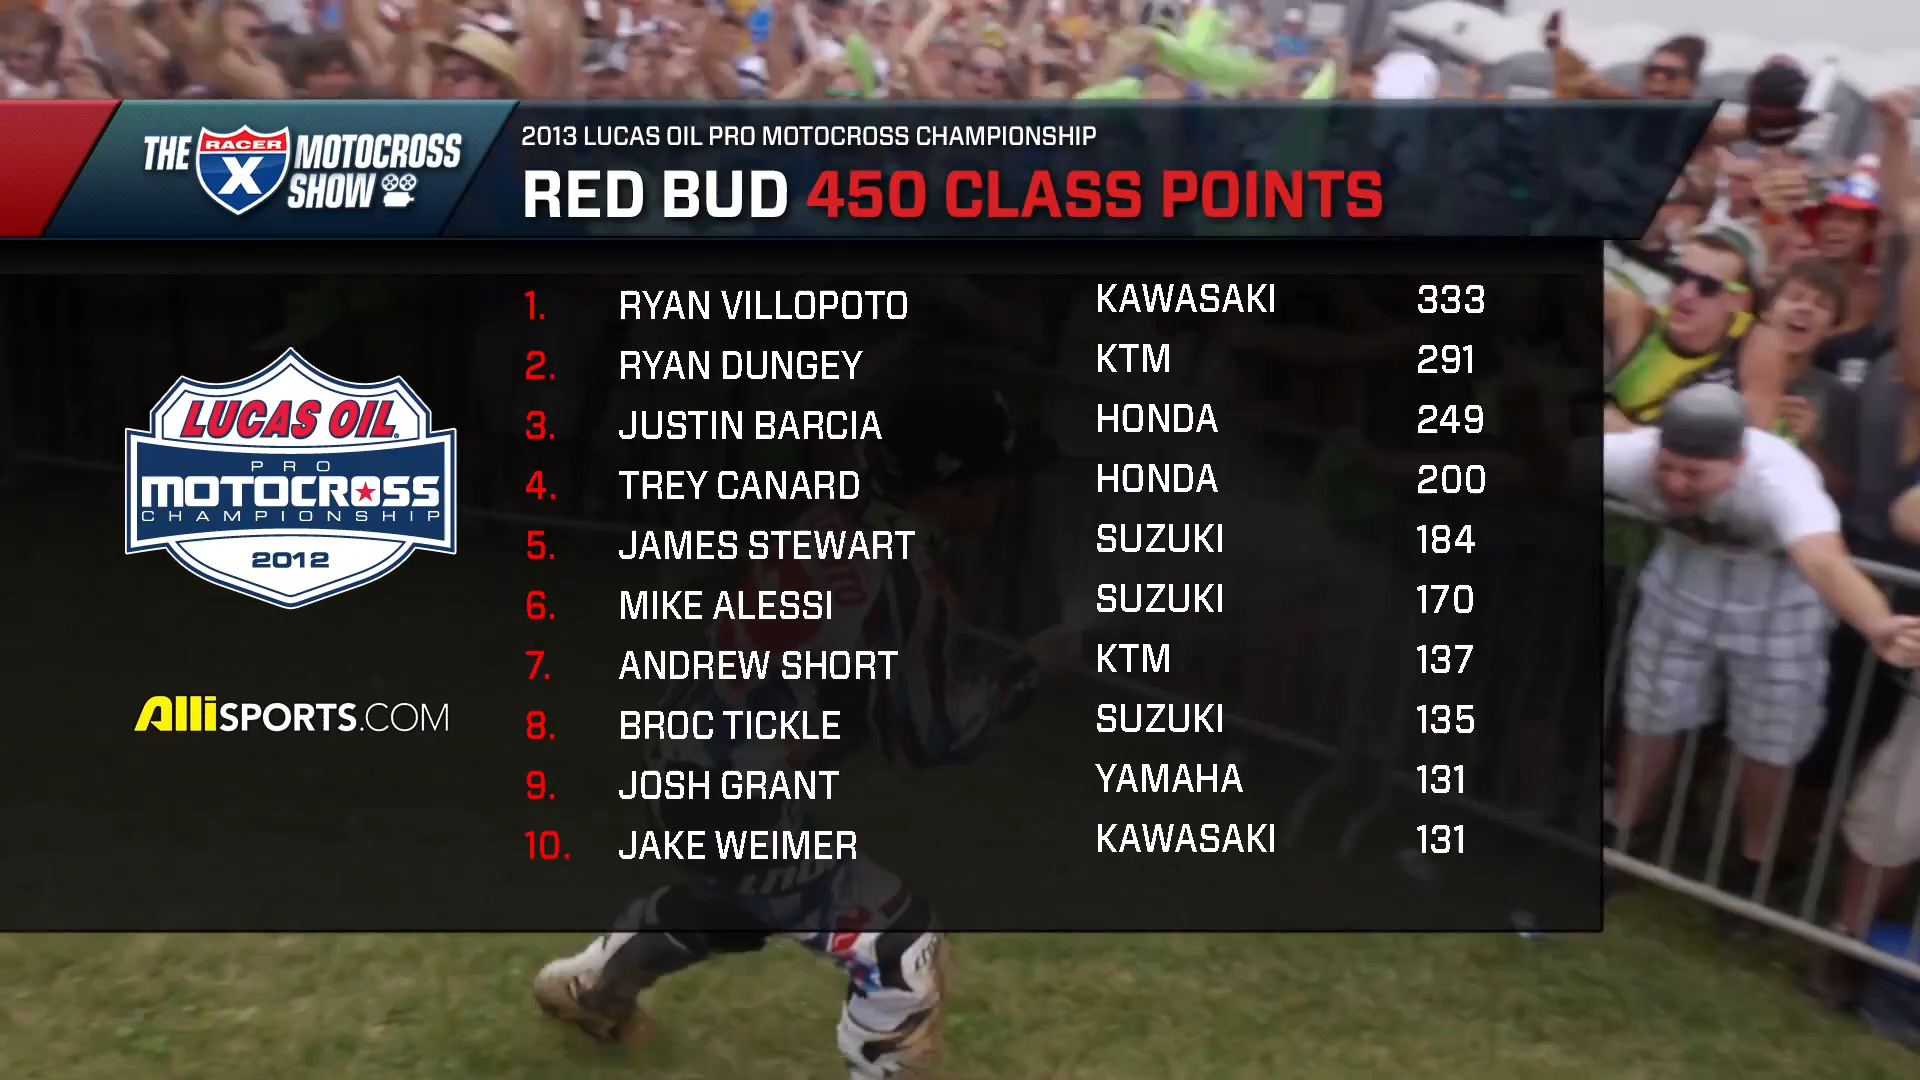 THE RACER X MOTOCROSS SHOW
2013 LUCAS OIL PRO MOTOCROSS CHAMPIONSHIP
RED BUD 450 CLASS POINTS
LUCAS OIL
PRO
MOTOCROSS
CHAMPIONSHIP
2012
AlliSPORTS.COM
1. RYAN VILLOPOTO KAWASAKI 333
2. RYAN DUNGEY KTM 291
3. JUSTIN BARCIA HONDA 249
4. TREY CANARD HONDA 200
5. JAMES STEWART SUZUKI 184
6. MIKE ALESSI SUZUKI 170
7. ANDREW SHORT KTM 137
8. BROC TICKLE SUZUKI 135
9. JOSH GRANT YAMAHA 131
10. JAKE WEIMER KAWASAKI 131